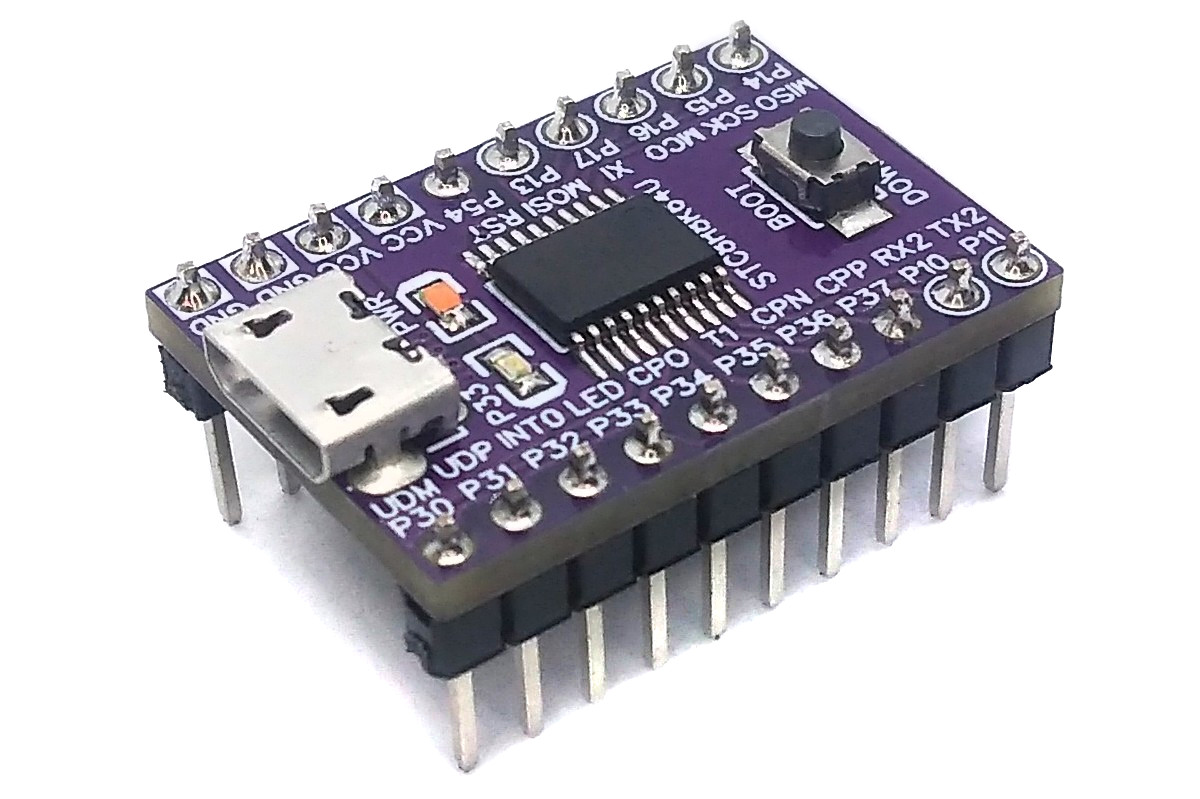 GND
GND
VCC
VCC
P54
P13
P17
P16
P15
P14
RST
MOSI
XI
MCO
SCK
MISO
PWR
P33
STC8H8K64U
BOOT
UDM UDP INT0 LED CPO T1 CPN CPP RX2 TX2
P30 P31 P32 P33 P34 P35 P36 P37 P10 P11